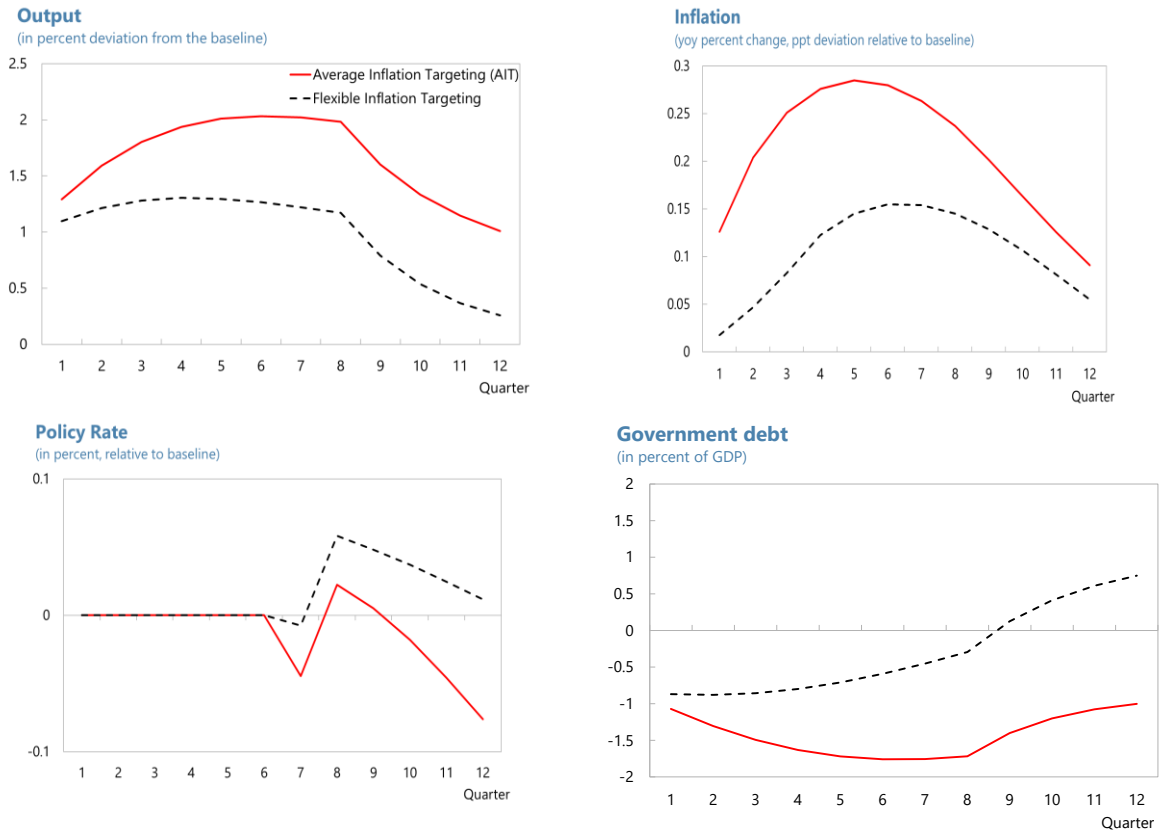 Output
(in percent deviation from the baseline)
2.5
2
1.5
1
0.5
0
Average Inflation Targeting (AIT)
Flexible Inflation Targeting
1 2 3 4 5 6 7 8 9 10 11 12
Quarter
Inflation
(yoy percent change, ppt deviation relative to baseline)
0.3
0.25
0.2
0.15
0.1
0.05
0
1 2 3 4 5 6 7 8 9 10 11 12
Quarter
Policy Rate
(in percent, relative to baseline)
0.1
0
-0.1
1 2 3 4 5 6 7 8 9 10 11 12
Quarter
Government debt
(in percent of GDP)
2
1.5
1
0.5
0
-0.5
-1
-1.5
-2
1 2 3 4 5 6 7 8 9 10 11 12
Quarter